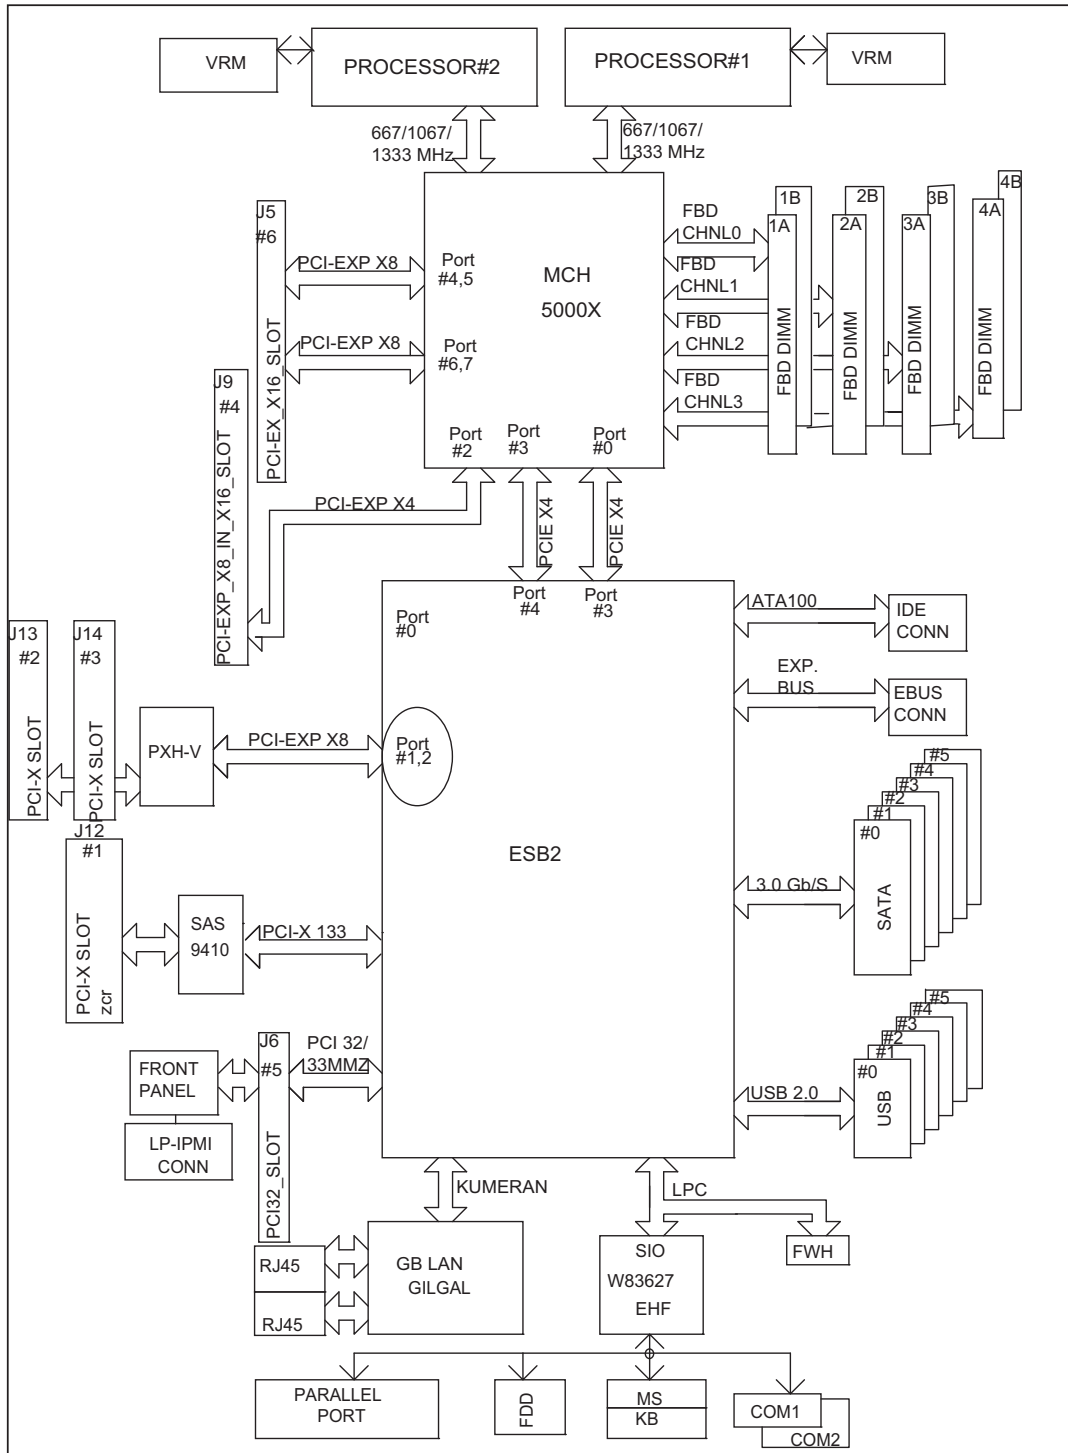 VRM
PROCESSOR#2
PROCESSOR#1
VRM
667/1067/
1333 MHz
667/1067/
1333 MHz
J5
#6
PCI-EX_X16_SLOT
PCI-EXP X8
Port
#4,5
MCH
5000X
PCI-EXP X8
Port
#6,7
FBD
CHNL0
FBD
CHNL1
FBD
CHNL2
FBD
CHNL3
1B
1A
FBD DIMM
2B
2A
FBD DIMM
3B
3A
FBD DIMM
4B
4A
FBD DIMM
J9
#4
PCI-EXP_X8_IN_X16_SLOT
Port
#2
Port
#3
Port
#0
PCI-EXP X4
PCIE X4
PCIE X4
Port
#0
Port
#4
Port
#3
ATA100
IDE
CONN
EXP.
BUS
EBUS
CONN
J13
#2
PCI-X SLOT
J14
#3
PCI-X SLOT
PXH-V
PCI-EXP X8
Port
#1,2
ESB2
#5
#4
#3
#2
#1
#0
SATA
3.0 Gb/S
J12
#1
PCI-X SLOT
zcr
SAS
9410
PCI-X 133
FRONT
PANEL
LP-IPMI
CONN
J6
#5
PCI32_SLOT
PCI 32/
33MMZ
#5
#4
#3
#2
#1
#0
USB
USB 2.0
KUMERAN
LPC
RJ45
RJ45
GB LAN
GILGAL
SIO
W83627
EHF
FWH
PARALLEL
PORT
FDD
MS
KB
COM1
COM2